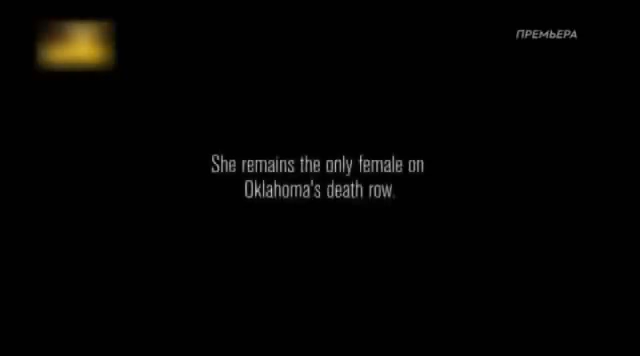 ПРЕМЬЕРА
She remains the only female on
Oklahoma's death row.